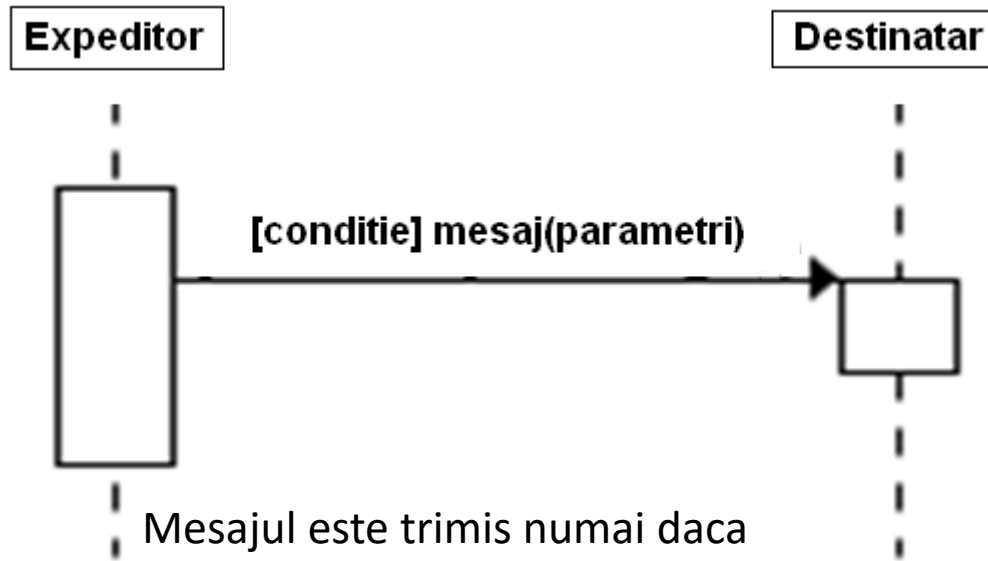 Expeditor
Destinatar
[conditie] mesaj(parametri)
Mesajul este trimis numai daca